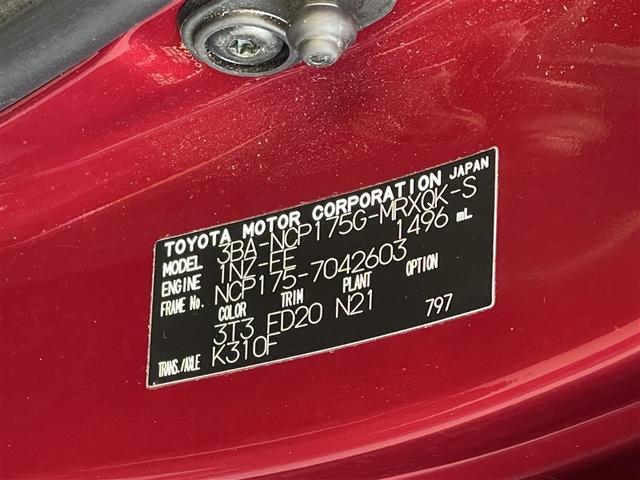 TOYOTA MOTOR CORPORATION JAPAN
MODEL 3BA-NCP175G-MRXQK-S
ENGINE 1NZ-FE 1496 mL
FRAME No. NCP175-7042603
COLOR TRIM PLANT OPTION
3T3 FD20 N21 797
TRANS./AXLE K310F